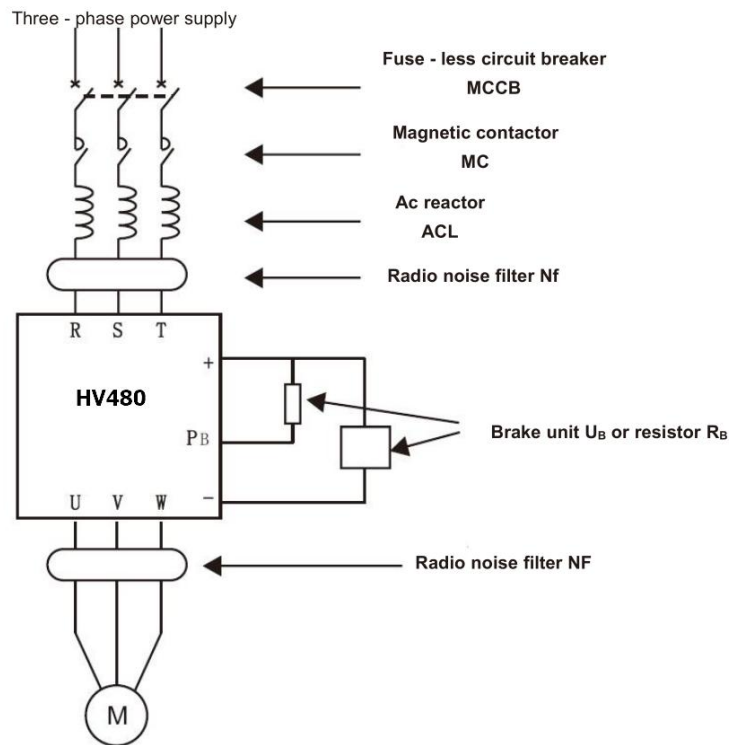 Three - phase power supply
Fuse - less circuit breaker
MCCB
Magnetic contactor
MC
Ac reactor
ACL
Radio noise filter Nf
R S T
+
HV480
PB
Brake unit UB or resistor RB
U V W −
Radio noise filter NF
M